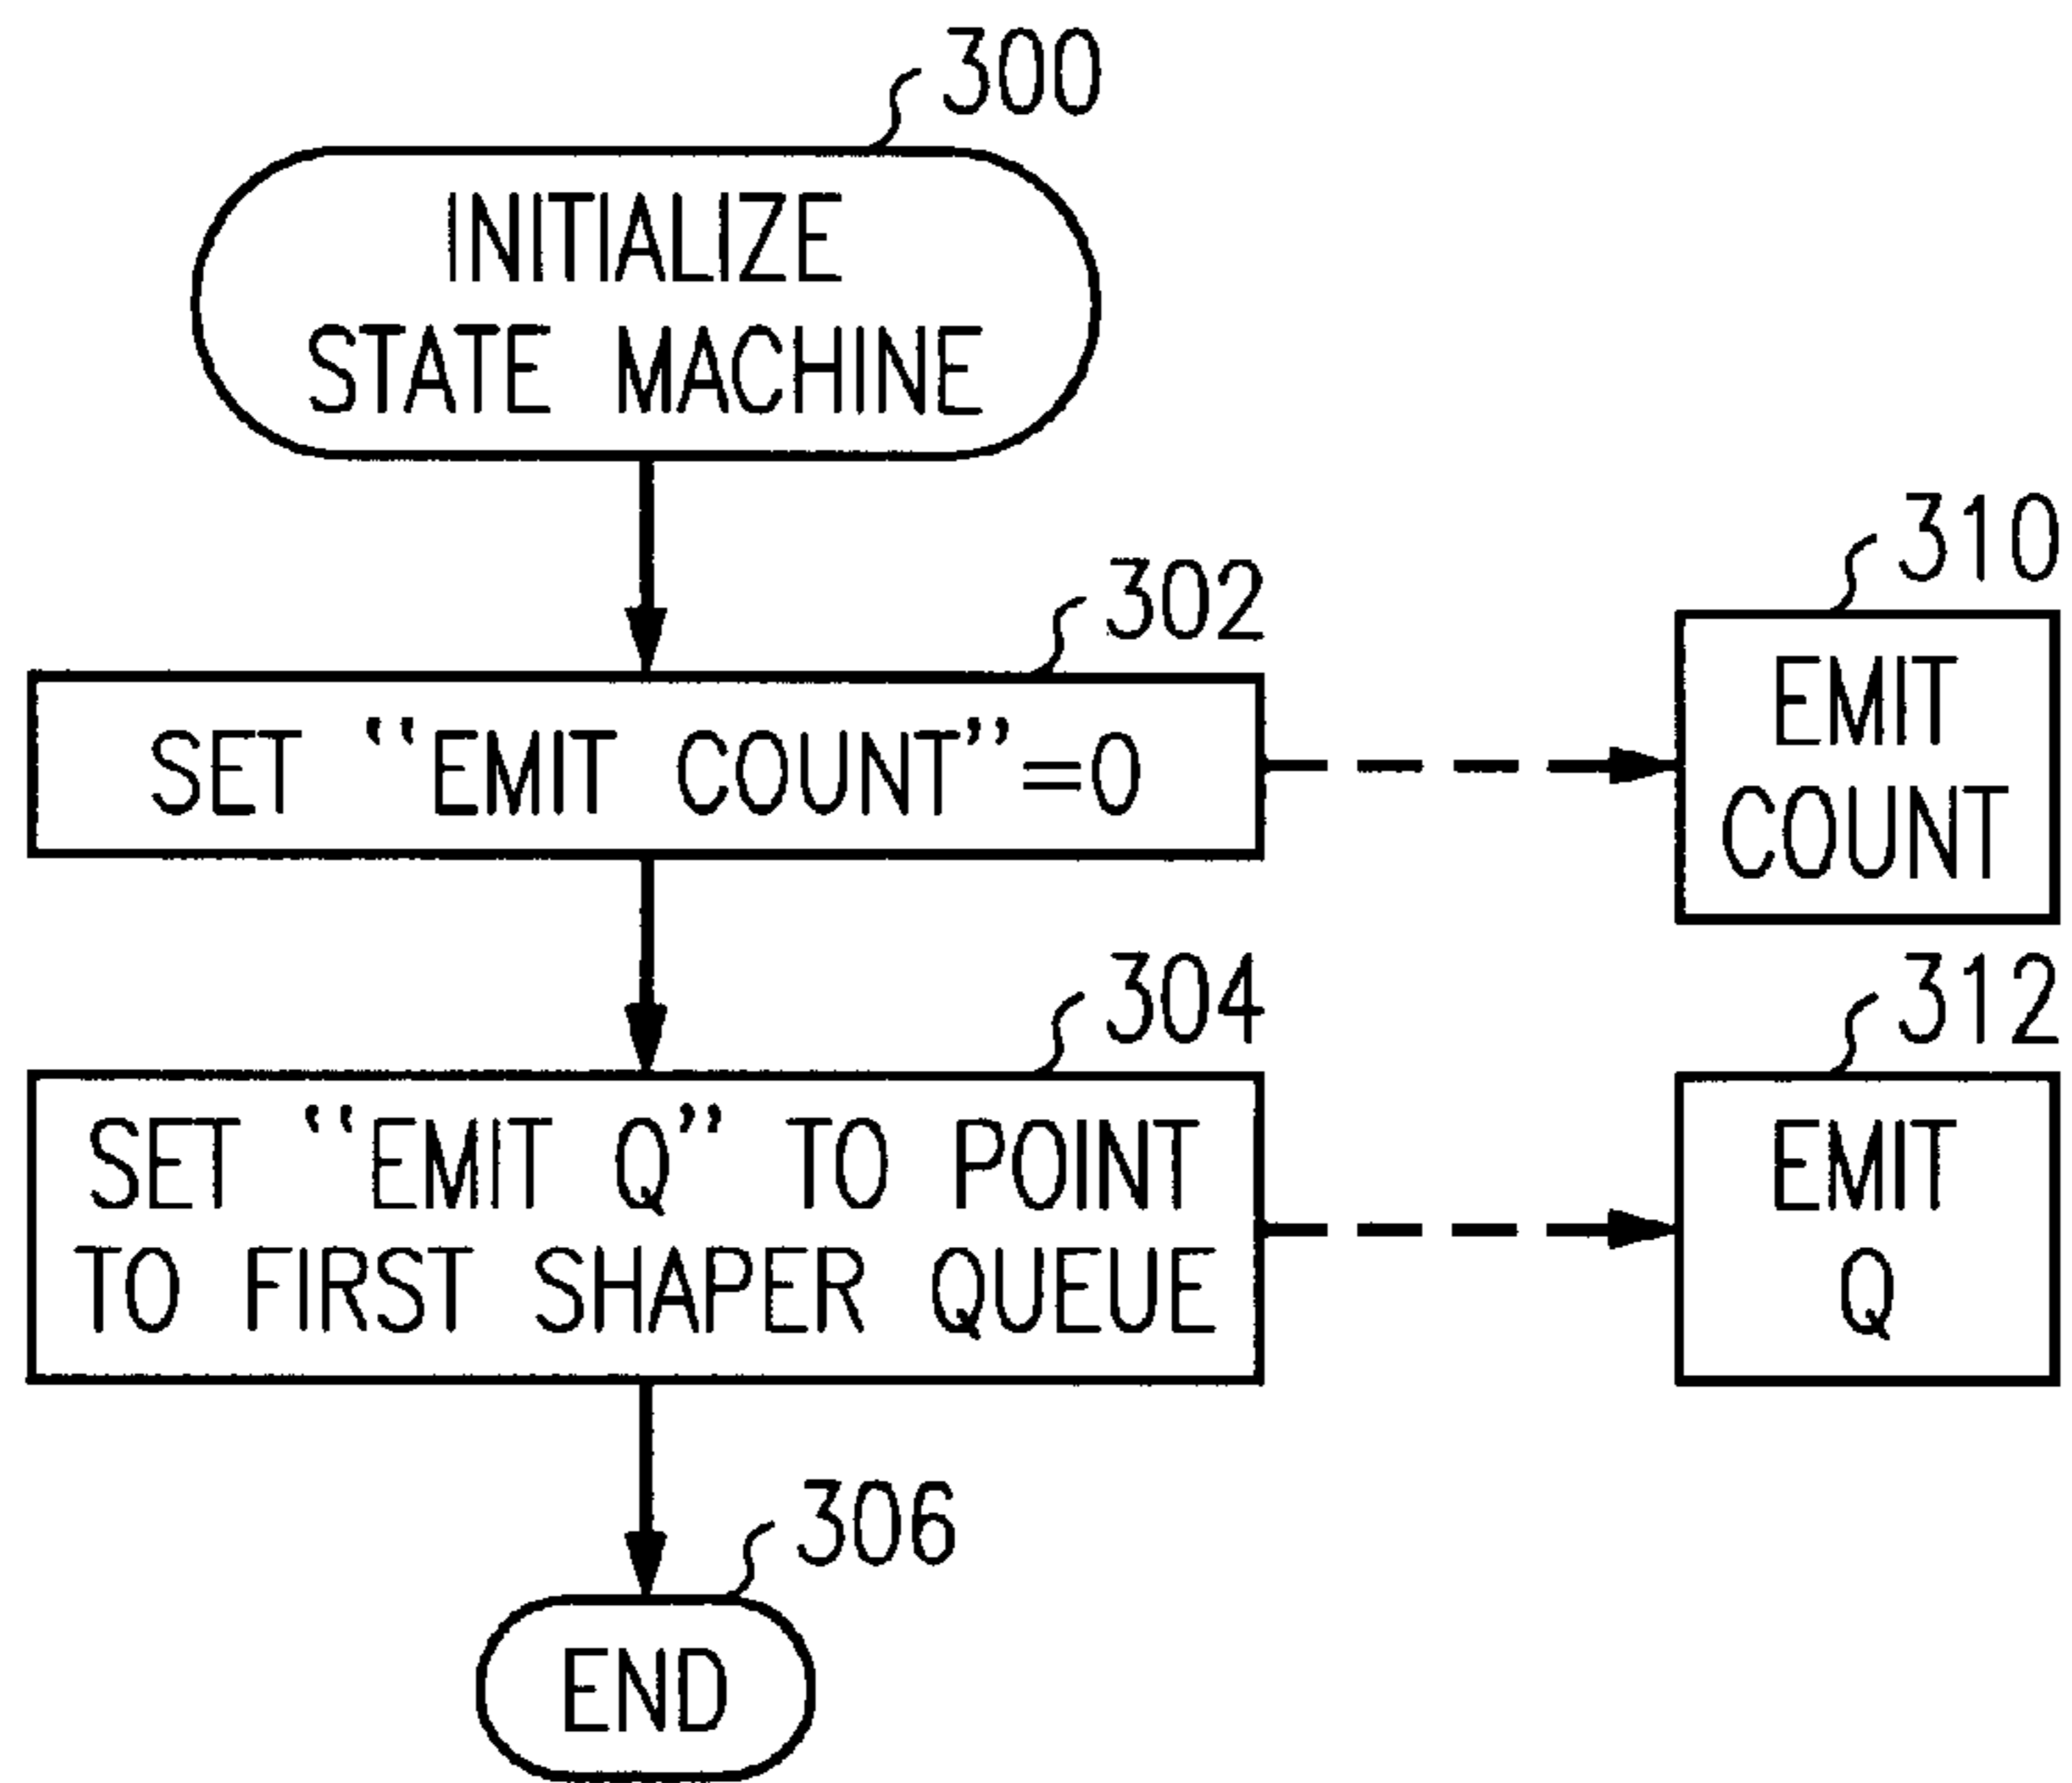 300
INITIALIZE
STATE MACHINE
302
SET "EMIT COUNT"=0
310
EMIT
COUNT
304
SET "EMIT Q" TO POINT
TO FIRST SHAPER QUEUE
312
EMIT
Q
306
END